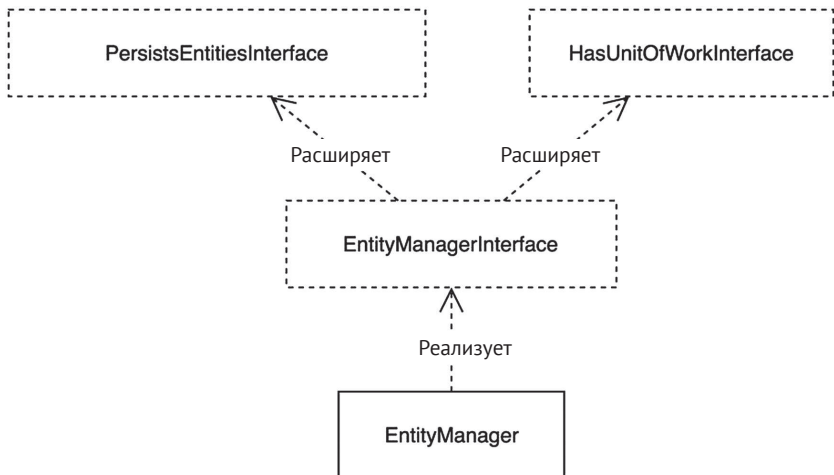 PersistsEntitiesInterface
HasUnitOfWorkInterface
Расширяет
Расширяет
EntityManagerInterface
Реализует
EntityManager